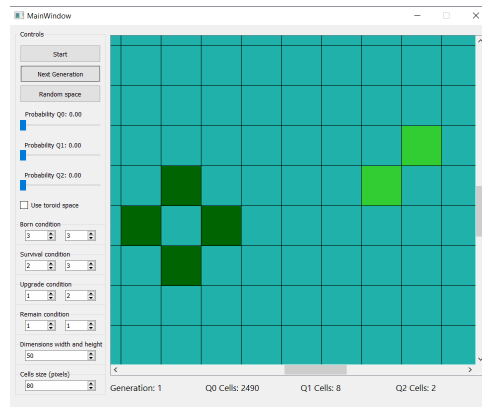 MainWindow
Controls
Start
Next Generation
Random space
Probability Q0: 0.00
Probability Q1: 0.00
Probability Q2: 0.00
Use toroid space
Born condition
3 3
Survival condition
2 3
Upgrade condition
1 2
Remain condition
1 1
Dimensions width and height
50
Cells size (pixels)
80
Generation: 1 Q0 Cells: 2490 Q1 Cells: 8 Q2 Cells: 2